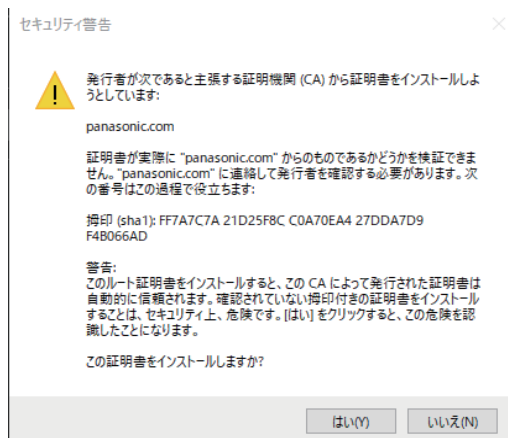 セキュリティ警告
発行者が次であると主張する証明機関 (CA) から証明書をインストールしよ
うとしています:
panasonic.com
証明書が実際に "panasonic.com" からのものであるかどうかを検証できま
せん。"panasonic.com" に連絡して発行者を確認する必要があります。次
の番号はこの過程で役立ちます:
拇印 (sha1): FF7A7C7A 21D25F8C C0A70EA4 27DDA7D9
F4B066AD
警告:
このルート証明書をインストールすると、この CA によって発行された証明書は
自動的に信頼されます。確認されていない拇印付きの証明書をインストール
することは、セキュリティ上、危険です。[はい] をクリックすると、この危険を認
識したことになります。
この証明書をインストールしますか?
はい(Y)
いいえ(N)